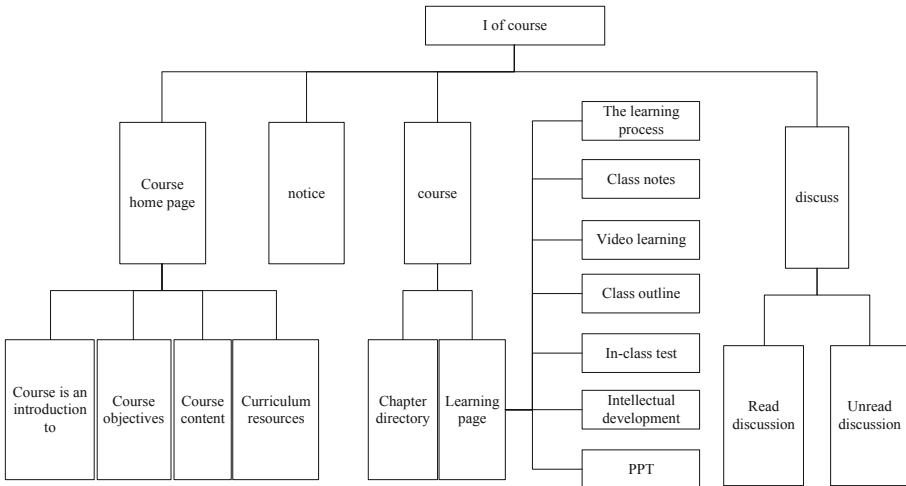 I of course
Course
home page
notice
course
discuss
The learning
process
Class notes
Video learning
Class outline
In-class test
Intellectual
development
PPT
Course is an
introduction
to
Course
objectives
Course
content
Curriculum
resources
Chapter
directory
Learning
page
Read
discussion
Unread
discussion